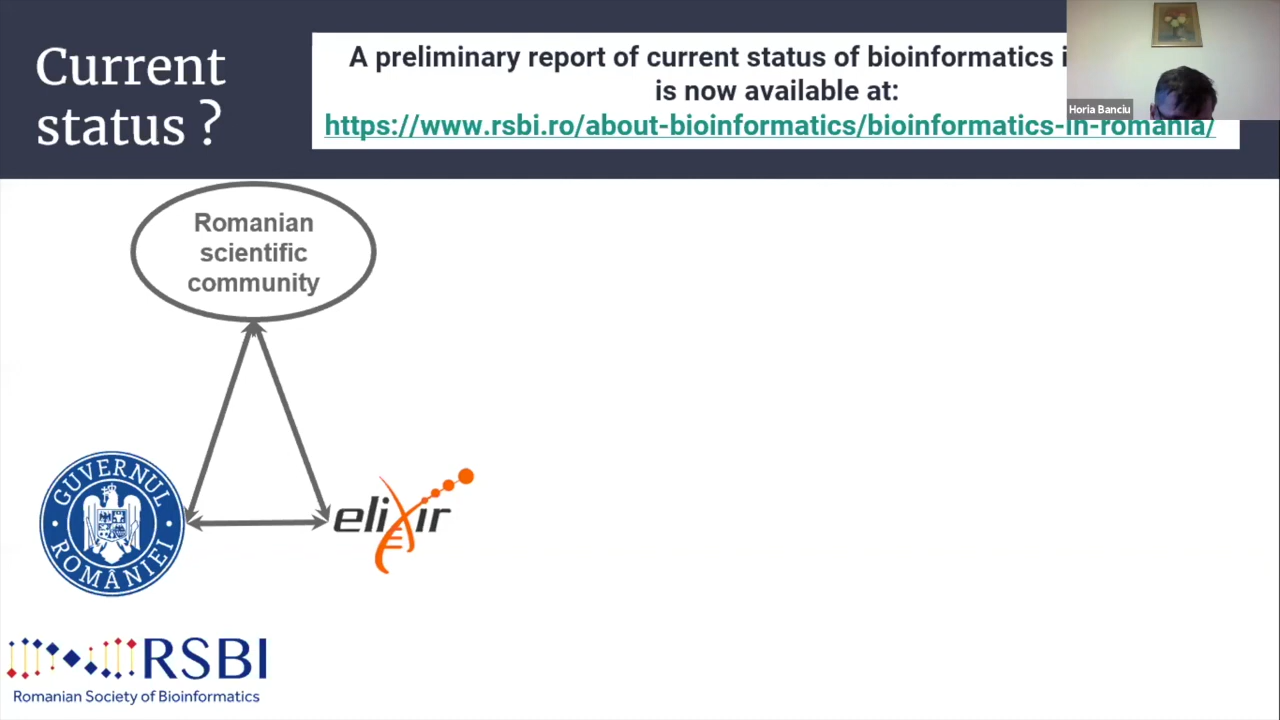 Current
status ?
A preliminary report of current status of bioinformatics
is now available at:
https://www.rsbi.ro/about-bioinformatics/bioinformatics-in-romania/
Horia Banciu
Romanian
scientific
community
GUVERNUL
ROMÂNIEI
elixir
RSBI
Romanian Society of Bioinformatics